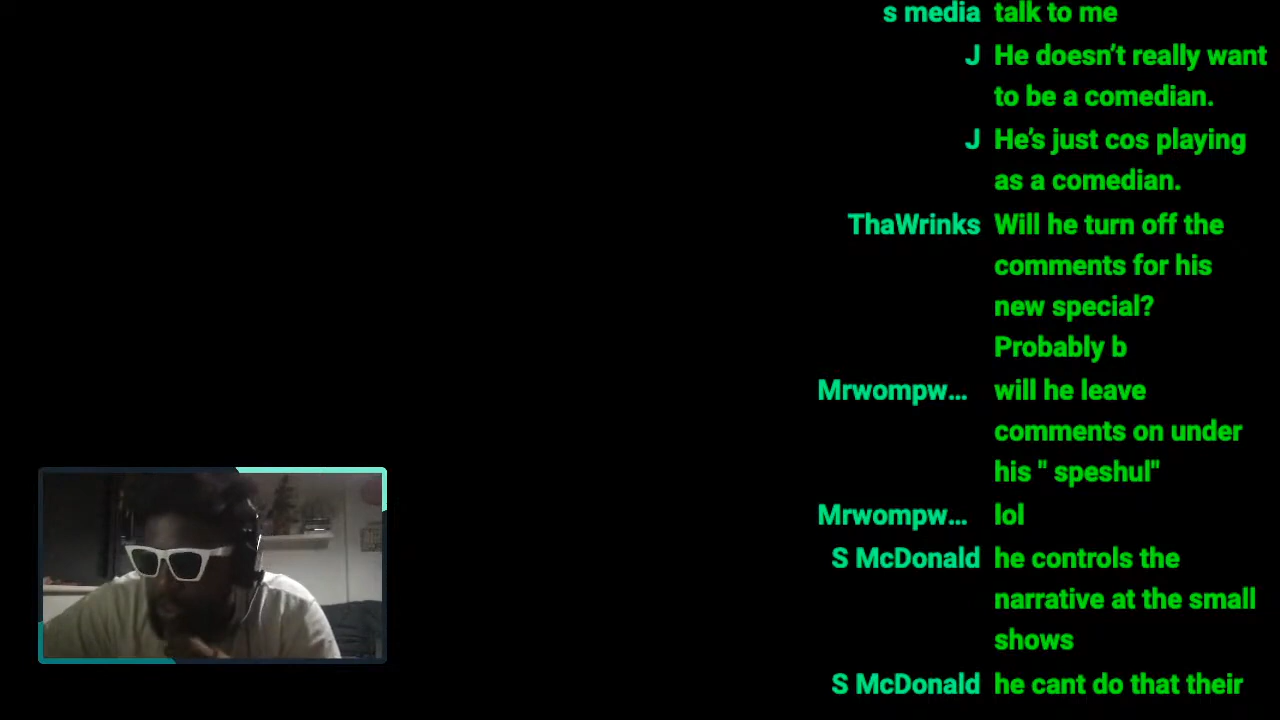 s media talk to me
J He doesn’t really want
to be a comedian.
J He’s just cos playing
as a comedian.
ThaWrinks Will he turn off the
comments for his
new special?
Probably b
Mrwompw... will he leave
comments on under
his " speshul"
Mrwompw... lol
S McDonald he controls the
narrative at the small
shows
S McDonald he cant do that their